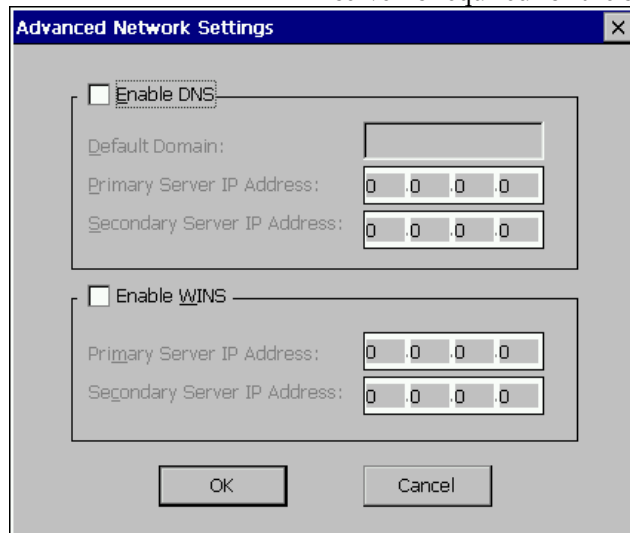 Advanced Network Settings
Enable DNS
Default Domain:
Primary Server IP Address: 0 .0 .0 .0
Secondary Server IP Address: 0 .0 .0 .0
Enable WINS
Primary Server IP Address: 0 .0 .0 .0
Secondary Server IP Address: 0 .0 .0 .0
OK Cancel